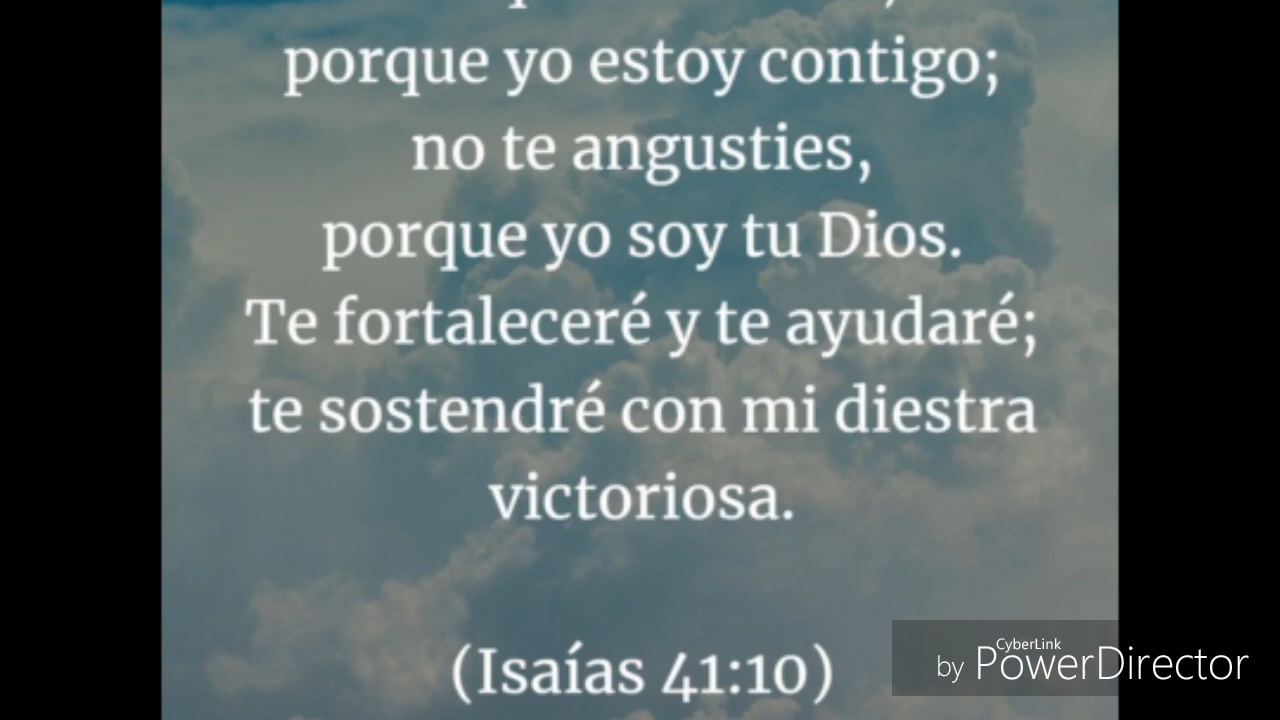 porque yo estoy contigo;
no te angusties,
porque yo soy tu Dios.
Te fortaleceré y te ayudaré;
te sostendré con mi diestra
victoriosa.
(Isaías 41:10)
CyberLink
by PowerDirector